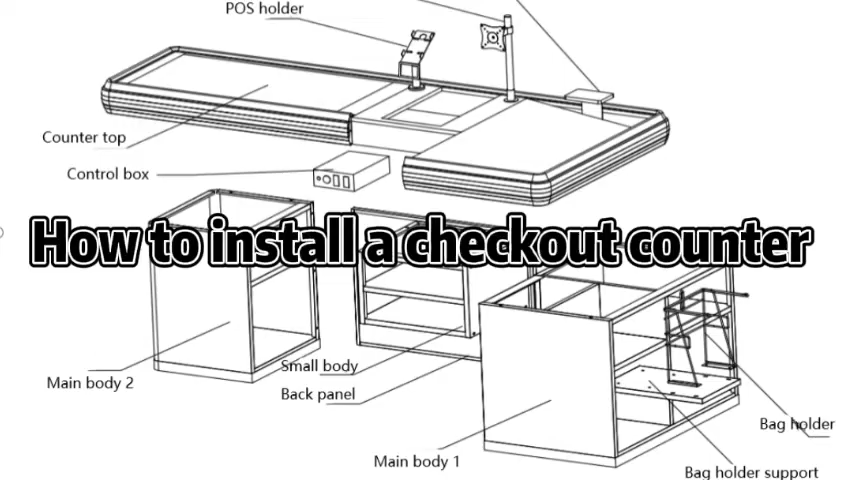 POS holder
Counter top
Control box
How to install a checkout counter
Small body
Main body 2
Back panel
Bag holder
Main body 1
Bag holder support